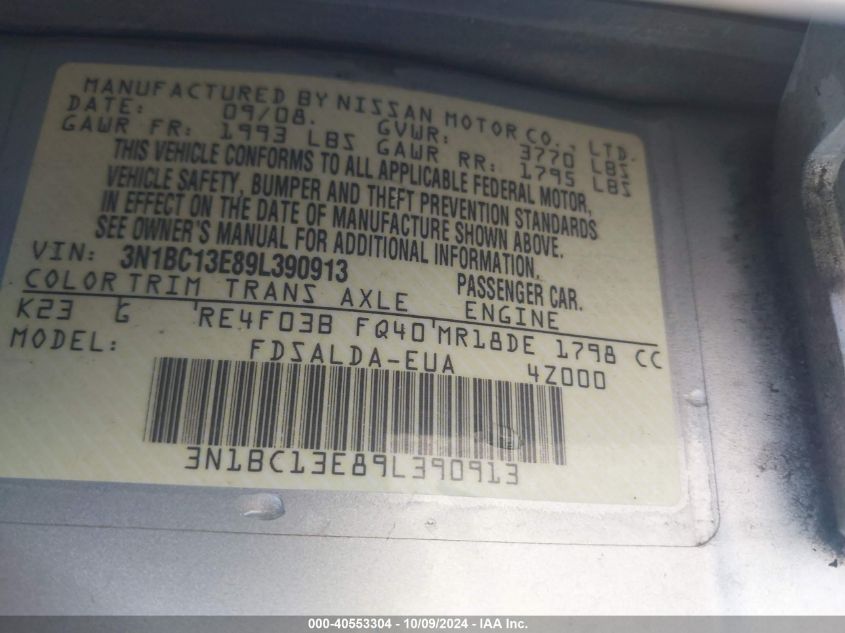 MANUFACTURED BY NISSAN MOTOR CO., LTD.
DATE: 09/08. GVWR: 3770 LBS
GAWR FR: 1993 LBS GAWR RR: 1795 LBS
THIS VEHICLE CONFORMS TO ALL APPLICABLE FEDERAL MOTOR,
VEHICLE SAFETY, BUMPER AND THEFT PREVENTION STANDARDS
IN EFFECT ON THE DATE OF MANUFACTURE SHOWN ABOVE.
SEE OWNER'S MANUAL FOR ADDITIONAL INFORMATION.
VIN: 3N1BC13E89L390913 PASSENGER CAR.
COLOR TRIM TRANS AXLE ENGINE
K23 G RE4F03B FQ40 MR18DE 1798 CC
MODEL: FDSALDA-EUA 4Z000
3N1BC13E89L390913
000-40553304 - 10/09/2024 - IAA Inc.